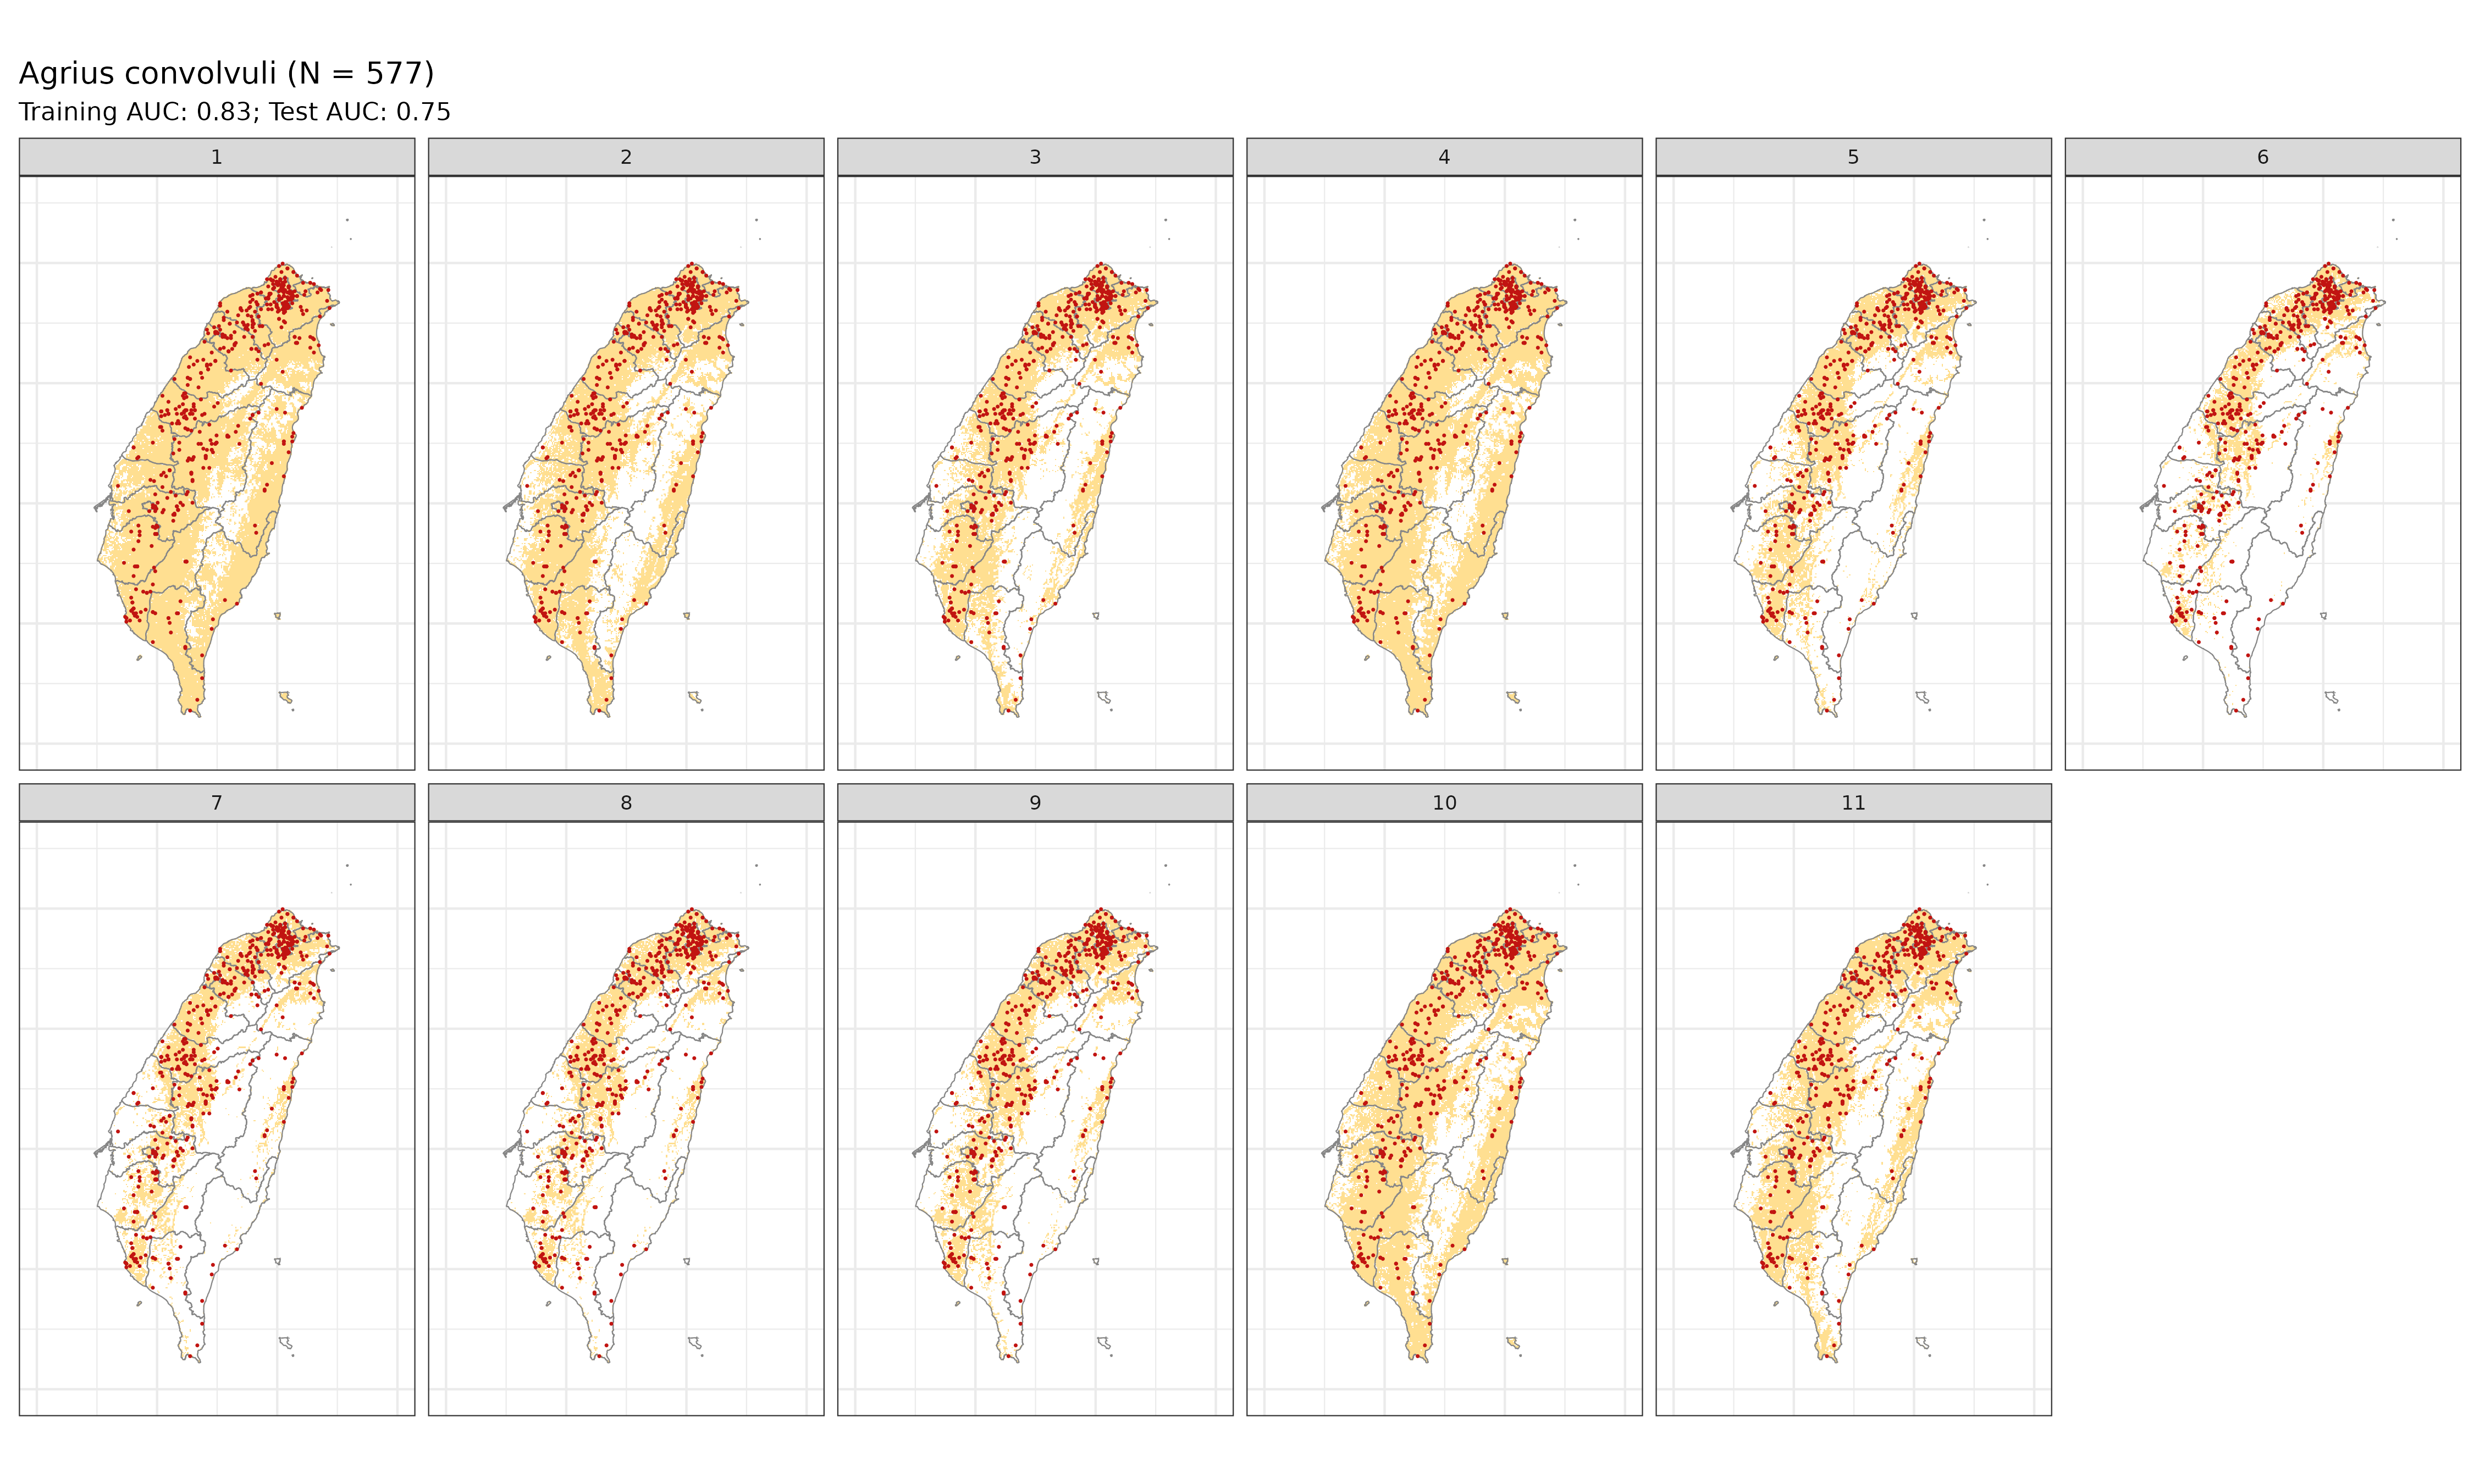 Agrius convolvuli (N = 577)
Training AUC: 0.83; Test AUC: 0.75
1 2 3 4 5 6
7 8 9 10 11